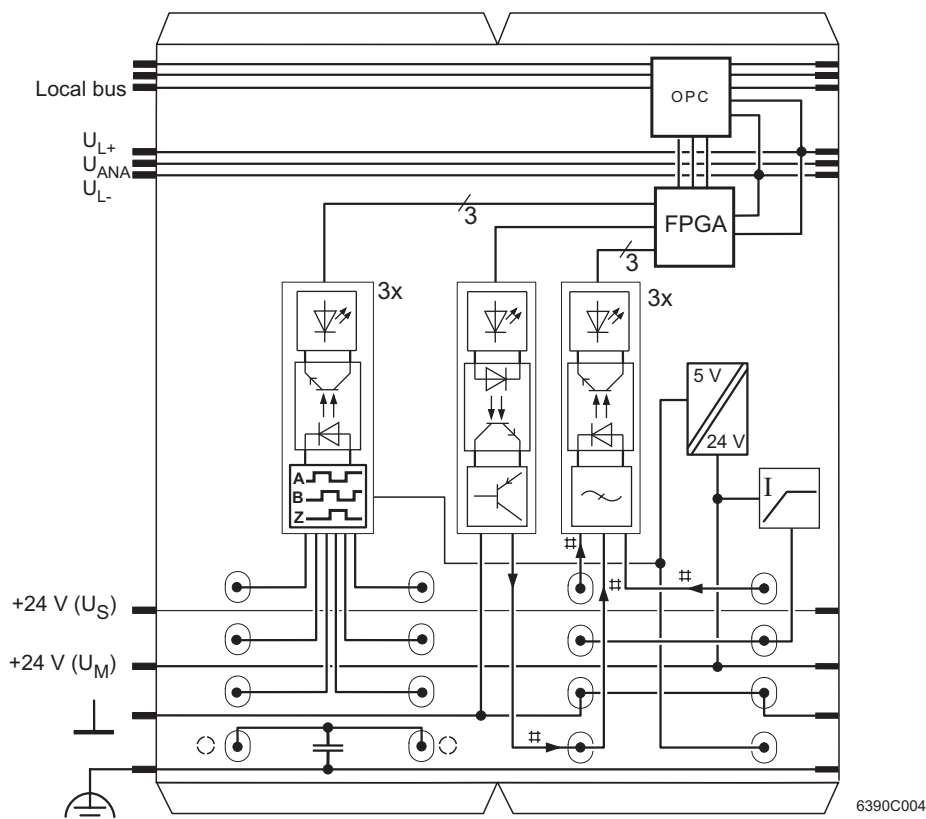 Local bus
OPC
UL+
UANA
UL-
3
FPGA
3
3x
3x
5 V
24 V
A
B
Z
I
#
#
#
+24 V (US)
+24 V (UM)
#
6390C004